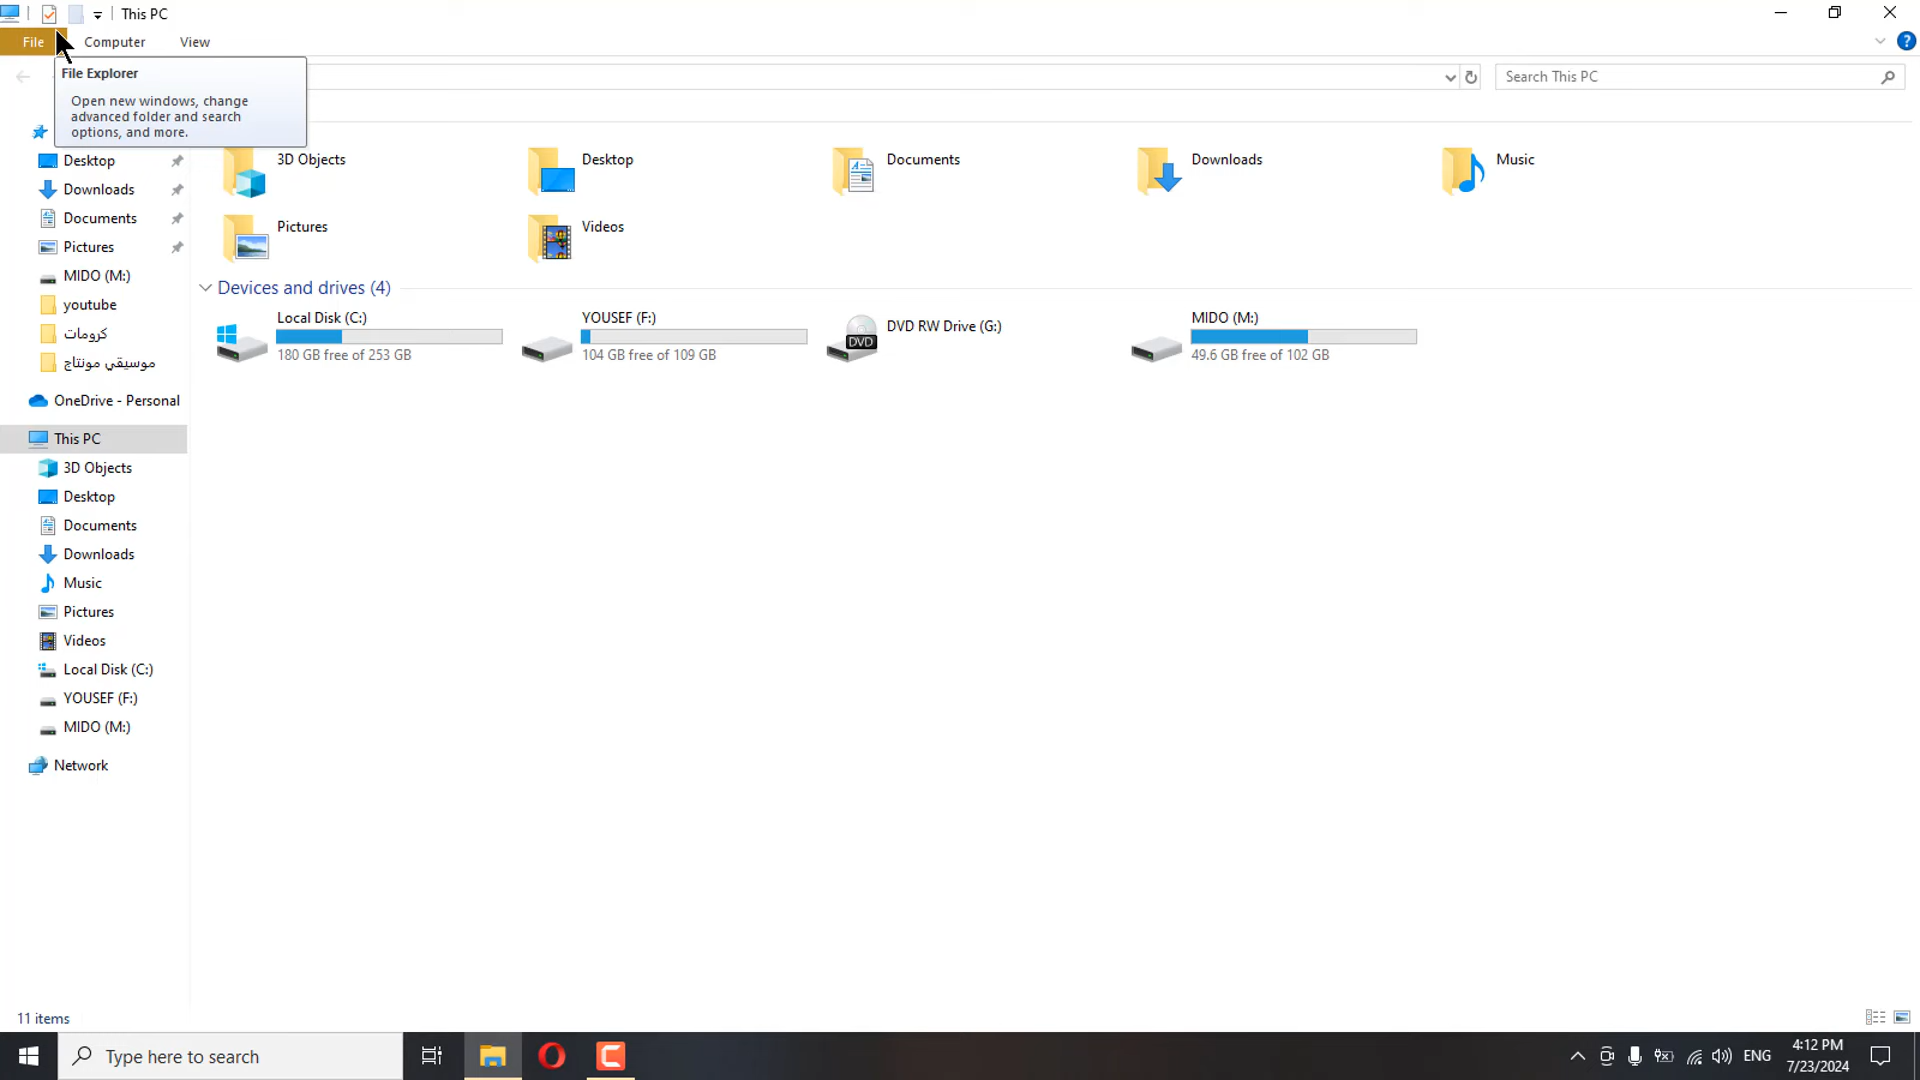 This PC
File
Computer
View
File Explorer
Open new windows, change
advanced folder and search
options, and more.
Search This PC
Desktop
Downloads
Documents
Pictures
MIDO (M:)
youtube
كرومات
موسيقي مونتاج
OneDrive - Personal
This PC
3D Objects
Desktop
Documents
Downloads
Music
Pictures
Videos
Local Disk (C:)
YOUSEF (F:)
MIDO (M:)
Network
3D Objects
Desktop
Documents
Downloads
Music
Pictures
Videos
Devices and drives (4)
Local Disk (C:)
180 GB free of 253 GB
YOUSEF (F:)
104 GB free of 109 GB
DVD
DVD RW Drive (G:)
MIDO (M:)
49.6 GB free of 102 GB
11 items
Type here to search
ENG
4:12 PM
7/23/2024